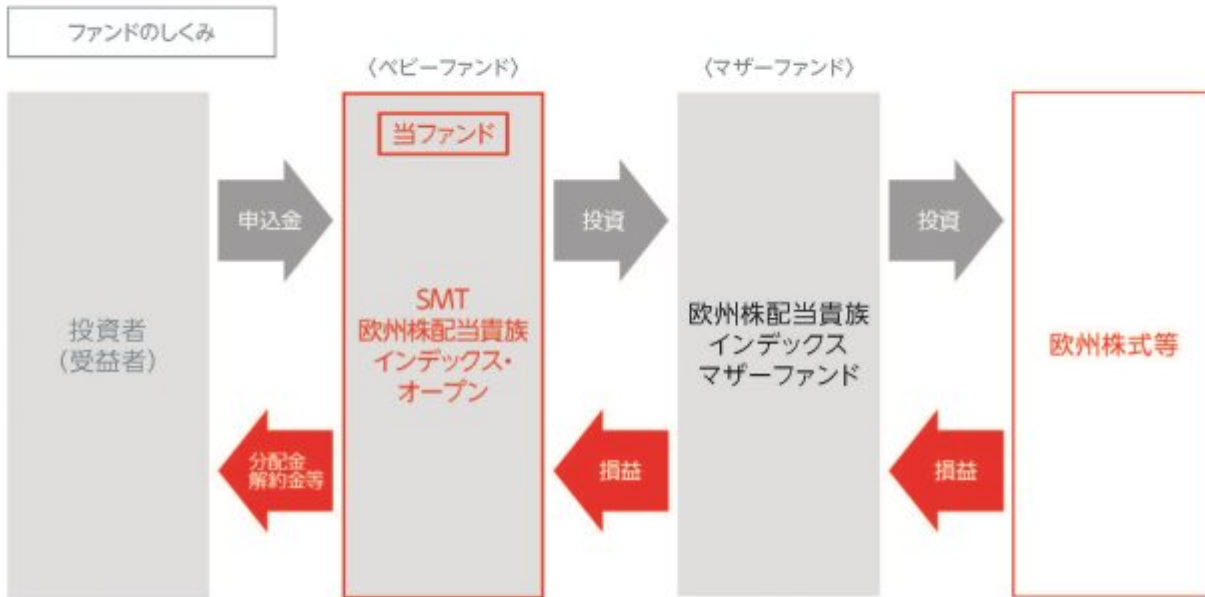 ファンドのしくみ
〈ベビーファンド〉
〈マザーファンド〉
当ファンド
申込金
投資
投資
投資者
(受益者)
SMT
欧州株配当貴族
インデックス・
オープン
欧州株配当貴族
インデックス
マザーファンド
欧州株式等
分配金
解約金等
損益
損益